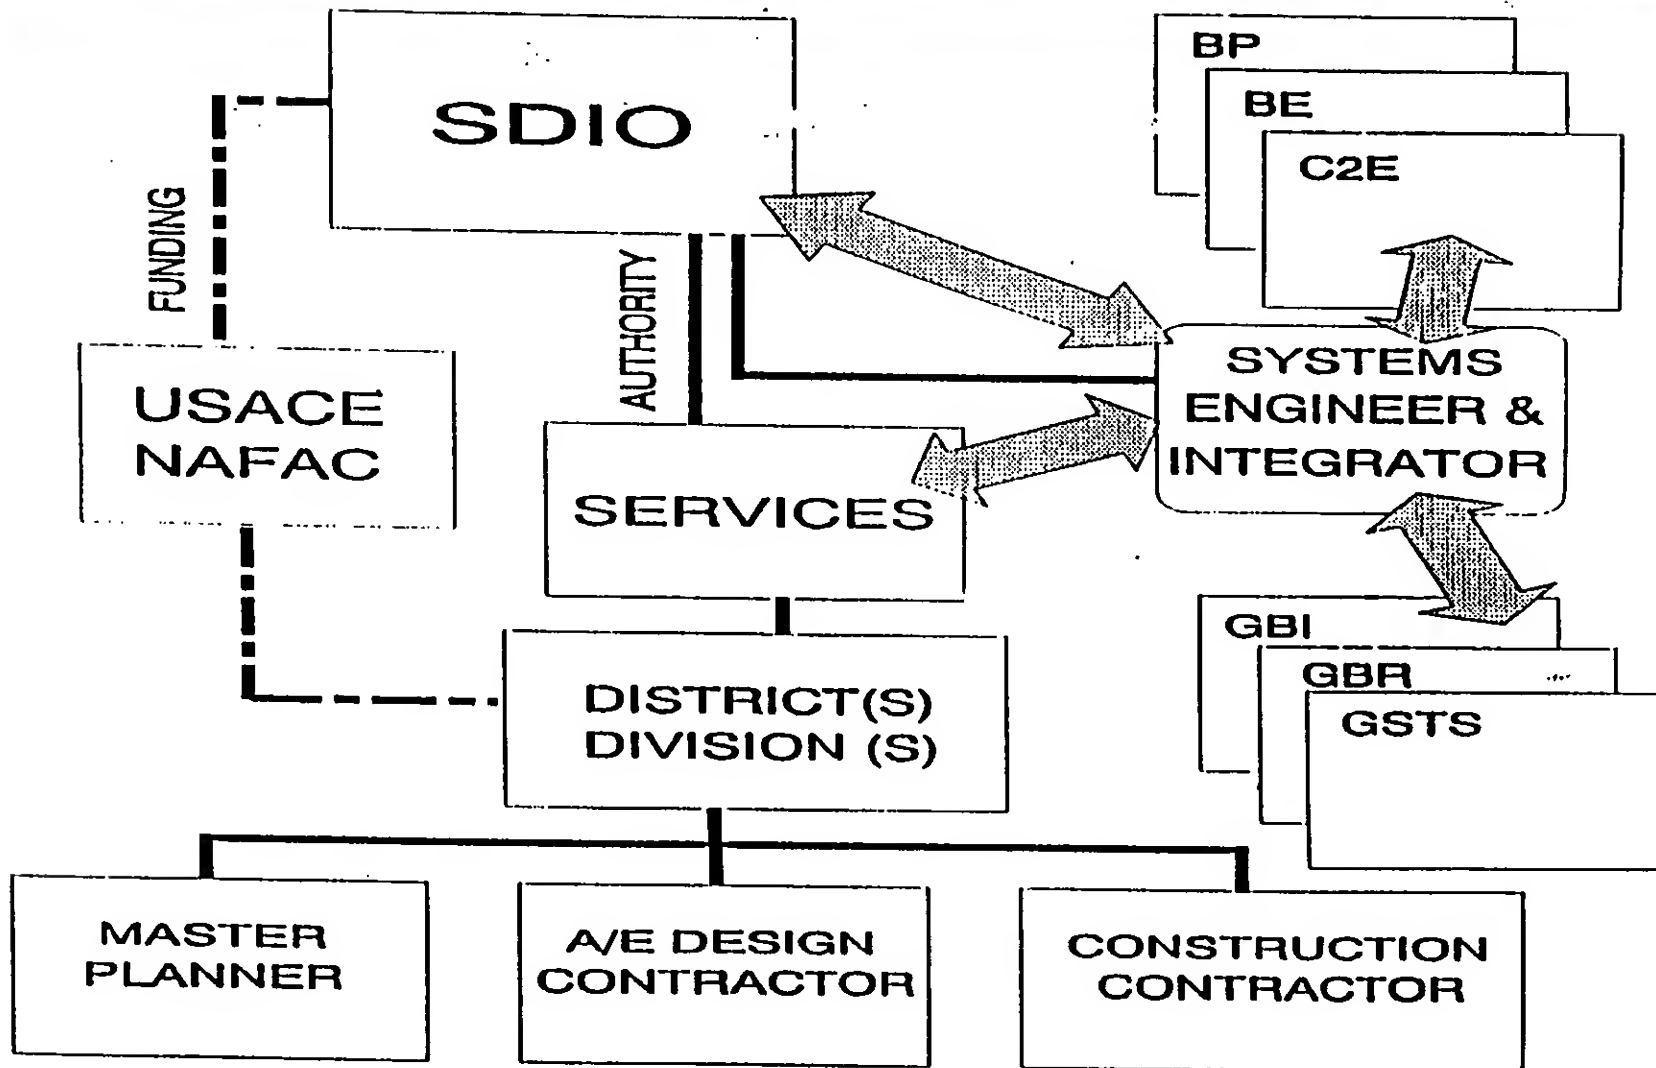 SDIO
BP
BE
C2E
FUNDING
AUTHORITY
USACE
NAFAC
SYSTEMS
ENGINEER &
INTEGRATOR
SERVICES
GBI
GBR
GSTS
DISTRICT(S)
DIVISION (S)
MASTER
PLANNER
A/E DESIGN
CONTRACTOR
CONSTRUCTION
CONTRACTOR